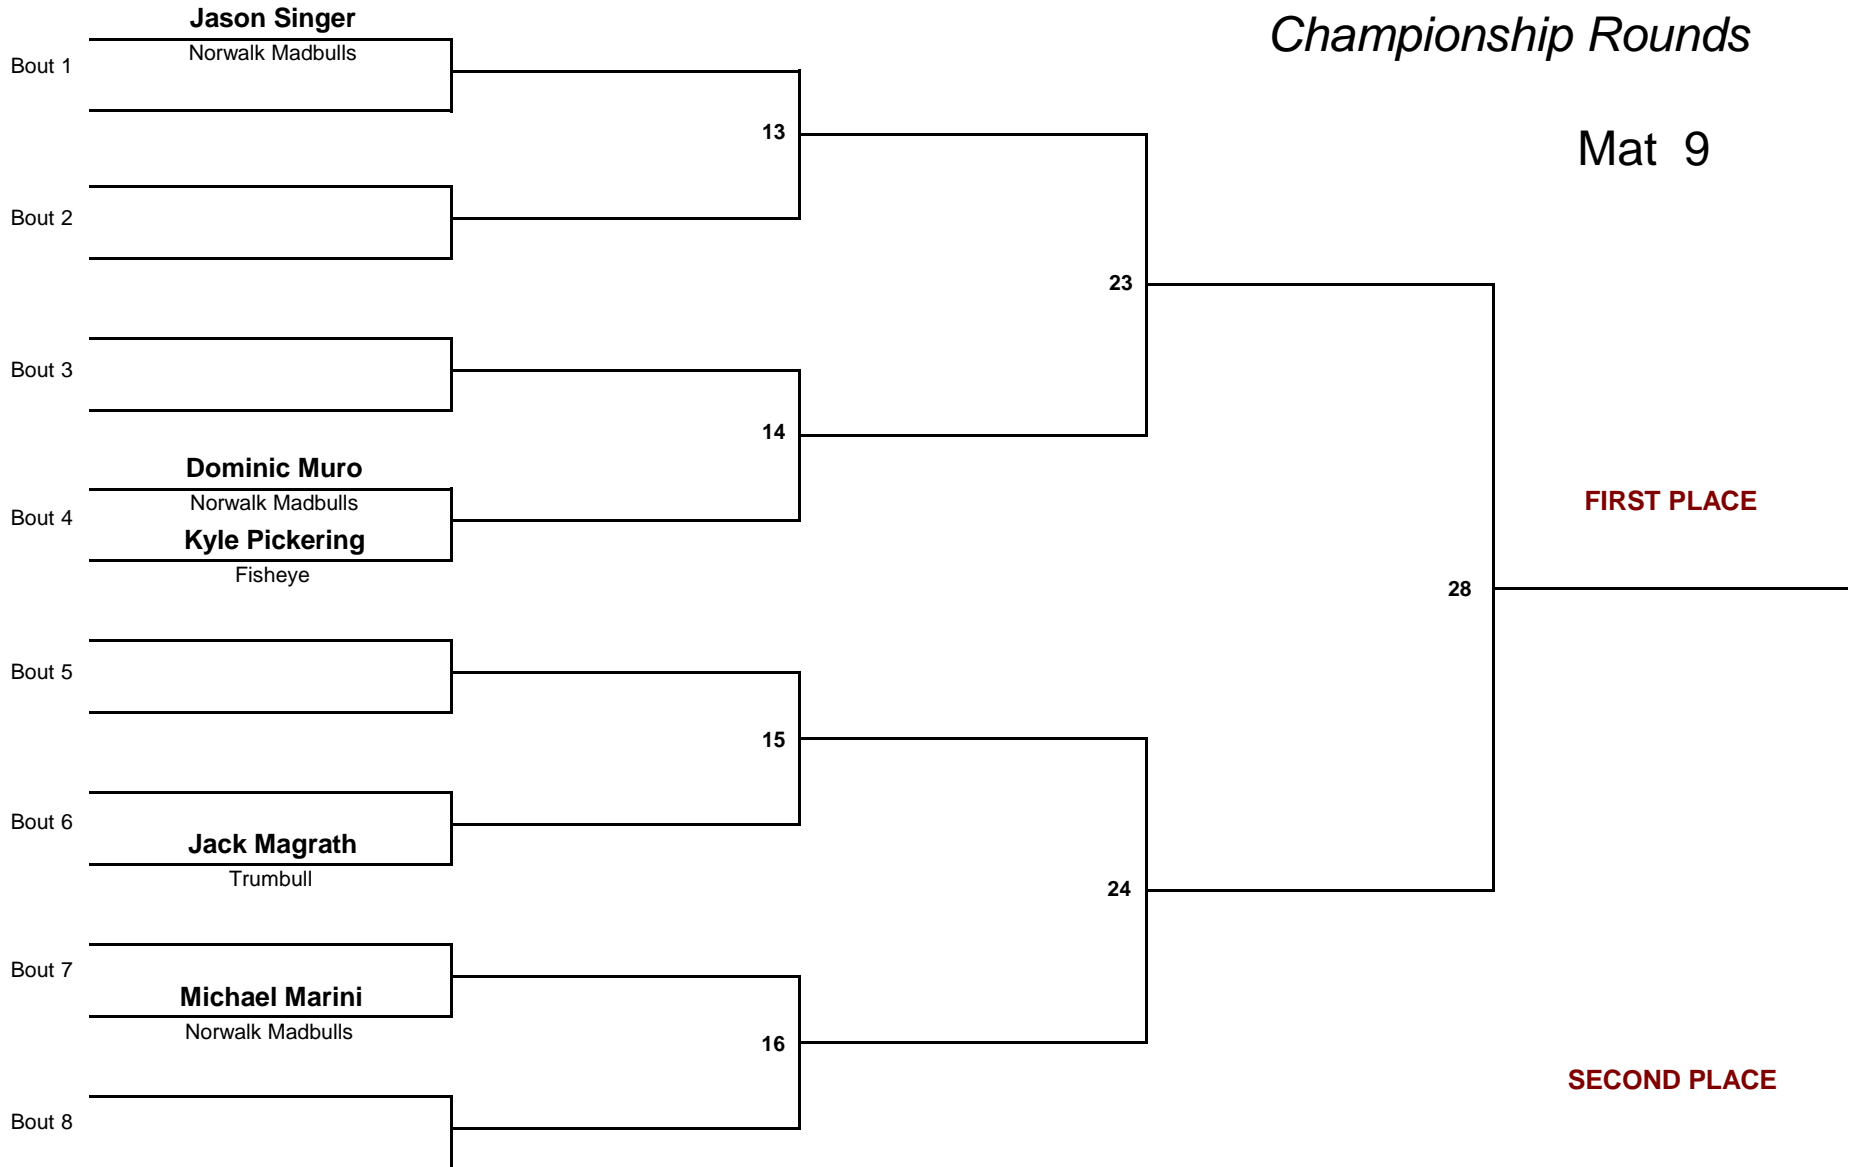 Jason Singer
Championship Rounds
Norwalk Madbulls
Bout 1
13
Mat 9
Bout 2
23
Bout 3
14
Dominic Muro
Norwalk Madbulls
FIRST PLACE
Bout 4
Kyle Pickering
Fisheye
28
Bout 5
15
Bout 6
Jack Magrath
Trumbull
24
Bout 7
Michael Marini
Norwalk Madbulls
16
SECOND PLACE
Bout 8